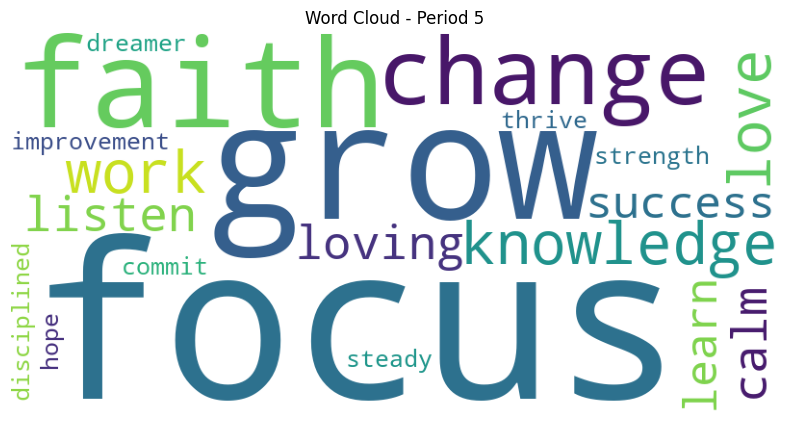 Word Cloud - Period 5
dreamer
faith
change
love
thrive
improvement
grow
strength
work
success
listen
loving
knowledge
commit
disciplined
hope
focus
steady
learn
calm